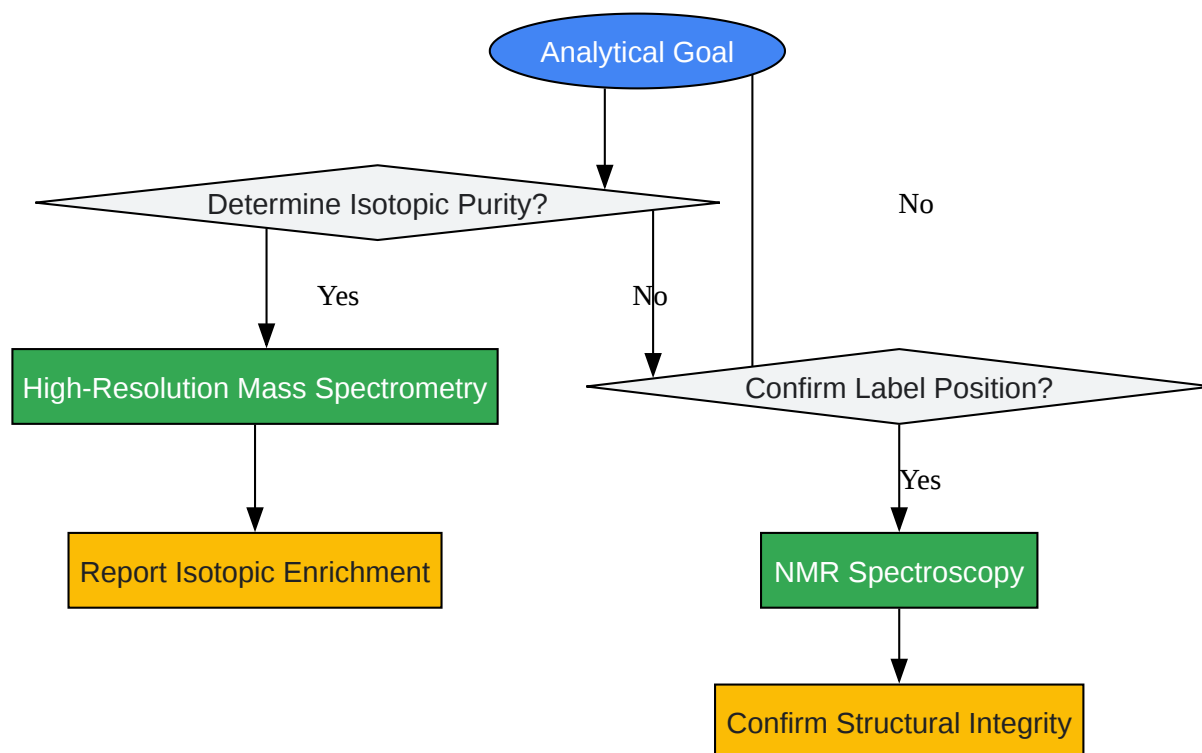 Analytical Goal
Determine Isotopic Purity?
No
Yes
No
High-Resolution Mass Spectrometry
Confirm Label Position?
Yes
Report Isotopic Enrichment
NMR Spectroscopy
Confirm Structural Integrity